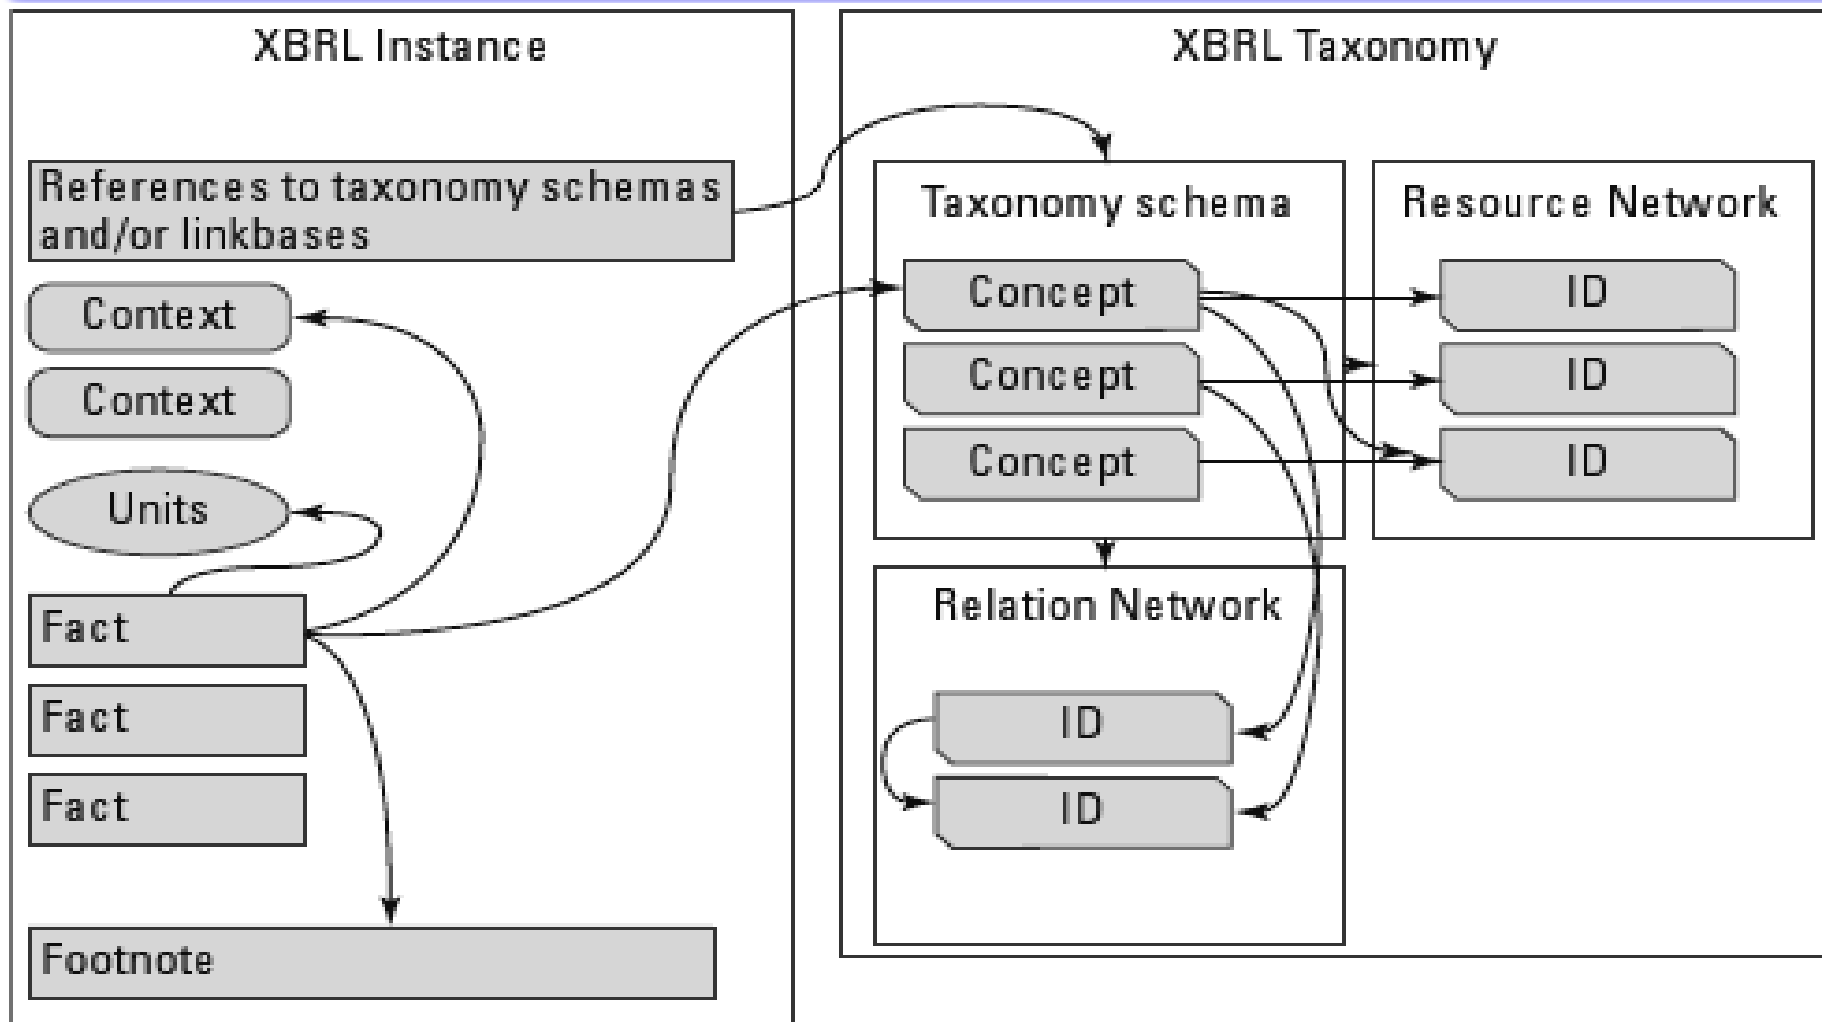 XBRL Instance
References to taxonomy schemas
and/or linkbases
Context
Context
Units
Fact
Fact
Fact
Footnote
XBRL Taxonomy
Taxonomy schema
Concept
Concept
Concept
Resource Network
ID
ID
ID
Relation Network
ID
ID